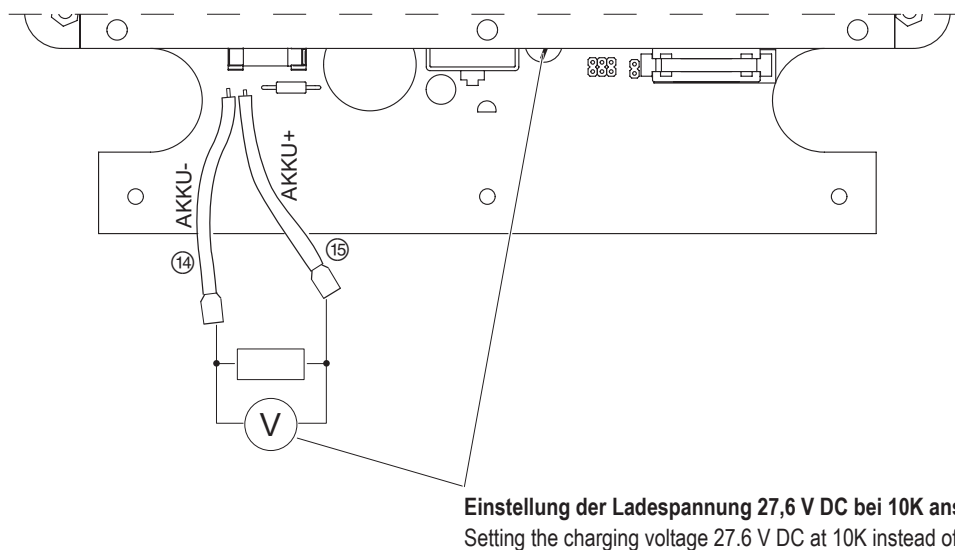 AKKU-
AKKU+
⑭
⑮
V
Einstellung der Ladespannung 27,6 V DC bei 10K
Setting the charging voltage 27.6 V DC at 10K instead of